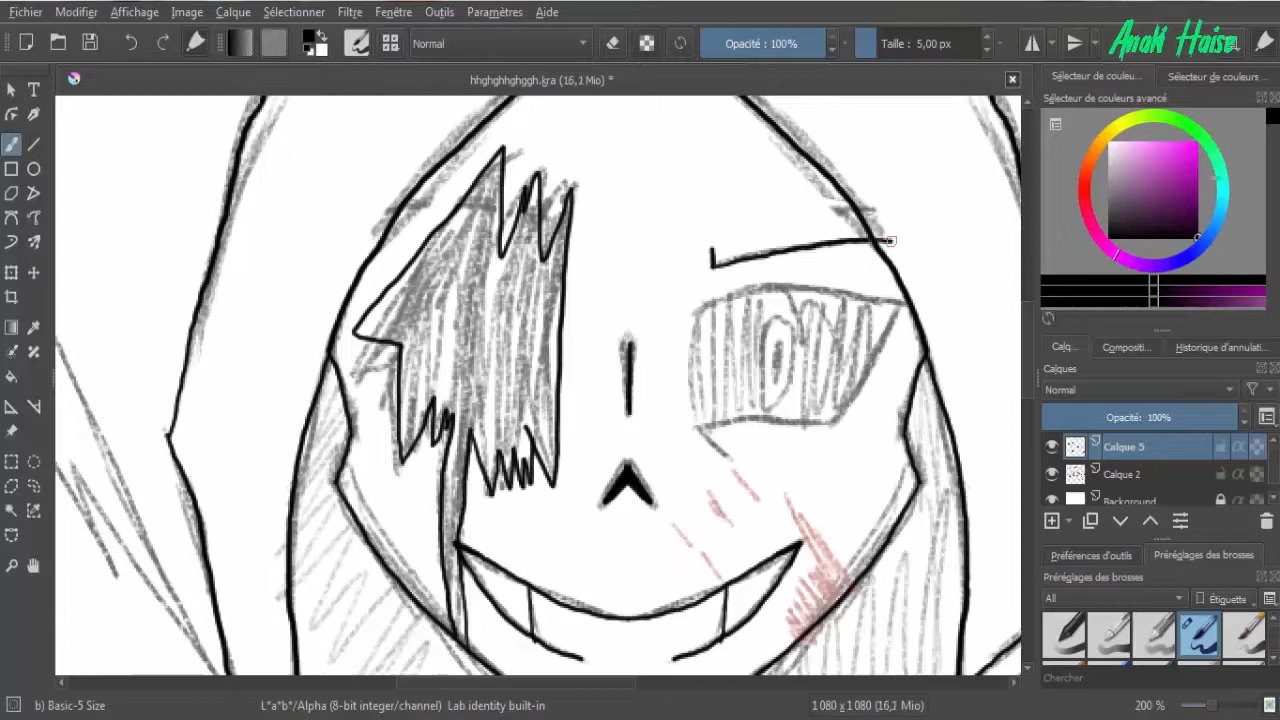 Fichier Modifier Affichage Image Calque Sélectionner Filtre Fenêtre Outils Paramètres Aide
Normal Opacité : 100% Taille : 5,00 px
Anaki Haise
hhghghhghggh.kra (16,1 Mio) *
Sélecteur de couleu... Sélecteur de couleurs ...
Sélecteur de couleurs avancé
Calq... Compositi... Historique d'annulati...
Calques
Normal
Opacité: 100%
Calque 5
Calque 2
Background
Préférences d'outils Préréglages des brosses
Préréglages des brosses
All Étiquette
Chercher
b) Basic-5 Size L*a*b*/Alpha (8-bit integer/channel) Lab identity built-in 1 080 x 1 080 (16,1 Mio) 200 %